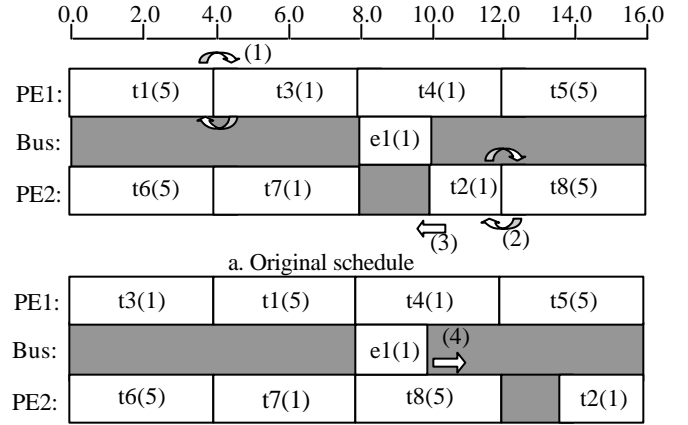 0.0 2.0 4.0 6.0 8.0 10.0 12.0 14.0 16.0
(1)
PE1: t1(5) t3(1) t4(1) t5(5)
Bus: e1(1)
PE2: t6(5) t7(1) t2(1) t8(5)
(3) (2)
a. Original schedule
PE1: t3(1) t1(5) t4(1) t5(5)
Bus: e1(1) (4)
PE2: t6(5) t7(1) t8(5) t2(1)